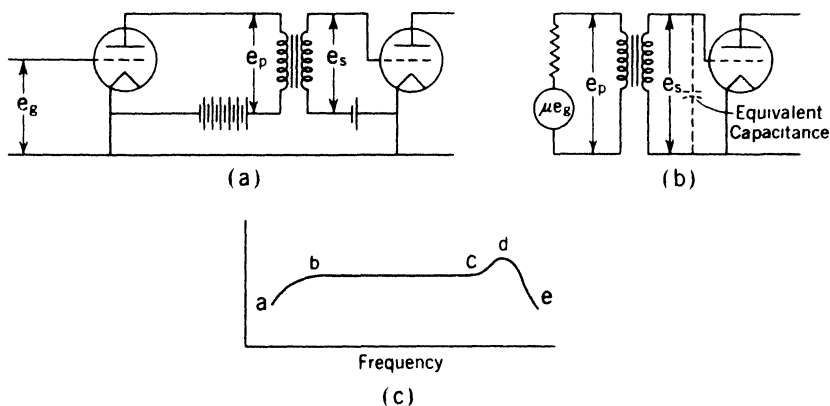 e_g
e_p
e_s
(a)
μe_g
e_p
e_s
Equivalent
Capacitance
(b)
a
b
c
d
e
Frequency
(c)